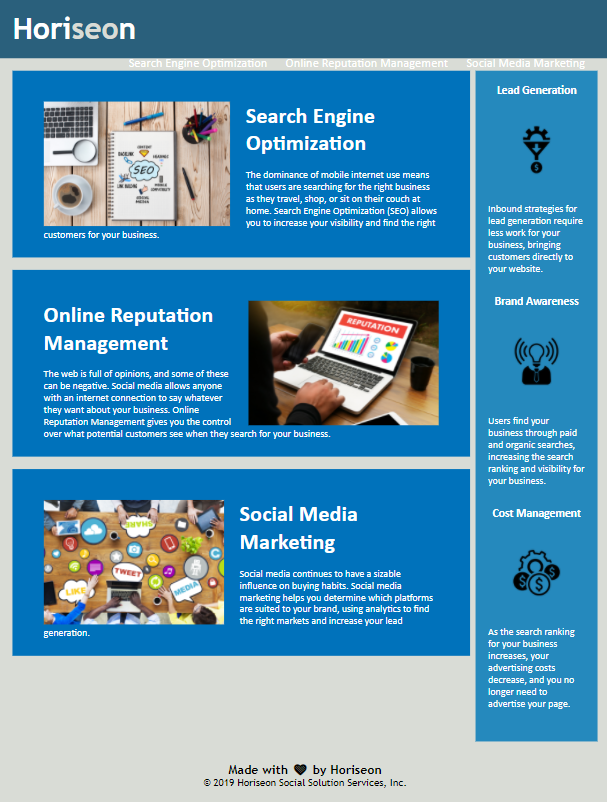 Horiseon
Search Engine Optimization Online Reputation Management Social Media Marketing
SEO
Search Engine
Optimization
The dominance of mobile internet use means
that users are searching for the right business
as they travel, shop, or sit on their couch at
home. Search Engine Optimization (SEO) allows
you to increase your visibility and find the right
customers for your business.
Online Reputation
Management
The web is full of opinions, and some of these
can be negative. Social media allows anyone
with an internet connection to say whatever
they want about your business. Online
Reputation Management gives you the control
over what potential customers see when they search for your business.
REPUTATION
SHARE
TWEET
LIKE
MEDIA
Social Media
Marketing
Social media continues to have a sizable
influence on buying habits. Social media
marketing helps you determine which platforms
are suited to your brand, using analytics to find
the right markets and increase your lead
generation.
Lead Generation
Inbound strategies for
lead generation require
less work for your
business, bringing
customers directly to
your website.
Brand Awareness
Users find your
business through paid
and organic searches,
increasing the search
ranking and visibility for
your business.
Cost Management
As the search ranking
for your business
increases, your
advertising costs
decrease, and you no
longer need to
advertise your page.
Made with 🖤 by Horiseon
© 2019 Horiseon Social Solution Services, Inc.